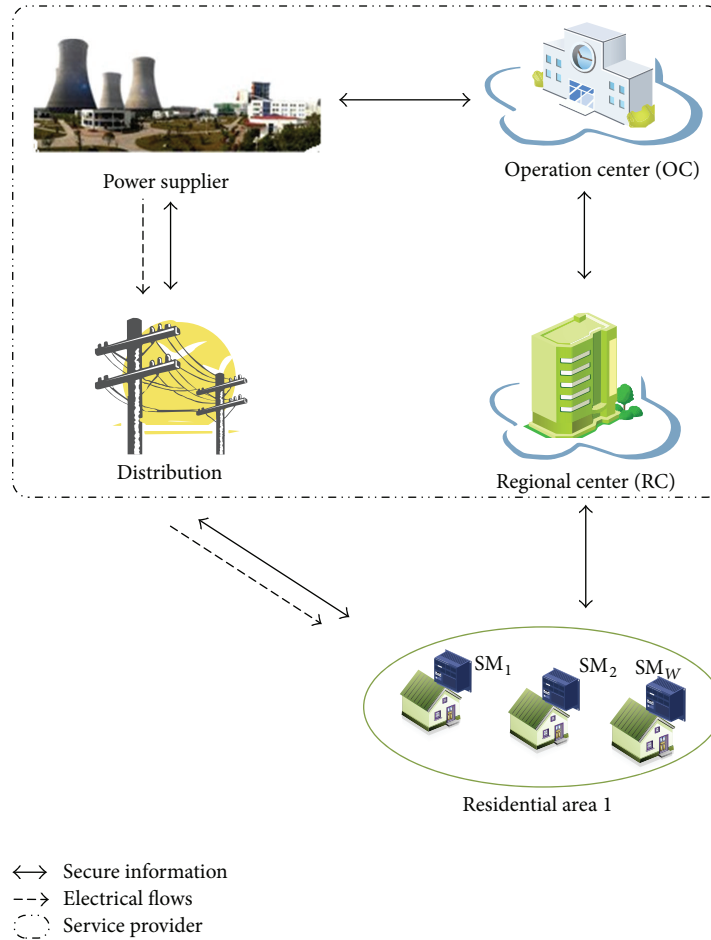 Power supplier
Operation center (OC)
Distribution
Regional center (RC)
SM₁
SM₂
SM_W
Residential area 1
Secure information
Electrical flows
Service provider